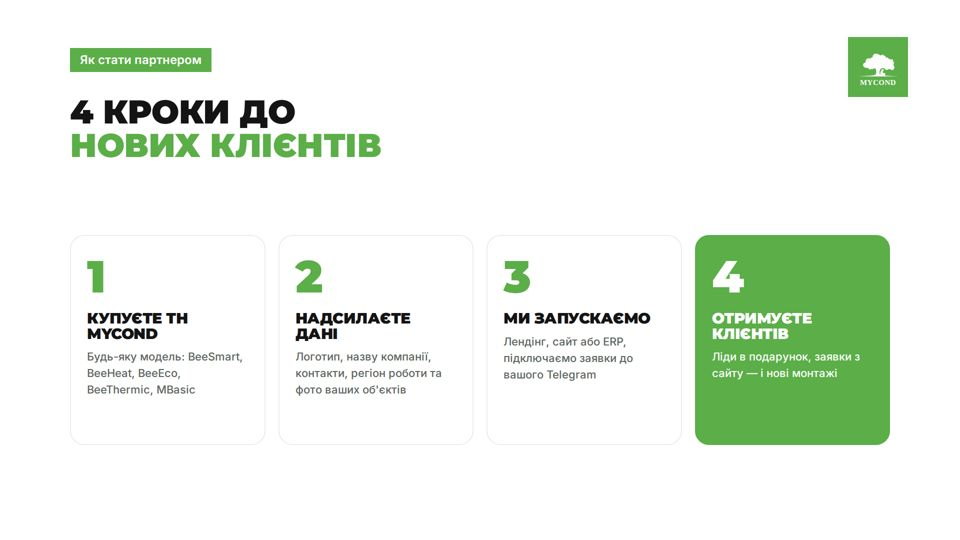 Як стати партнером
MYCOND
4 КРОКИ ДО
НОВИХ КЛІЄНТІВ
1
КУПУЄТЕ ТН
MYCOND
Будь-яку модель: BeeSmart,
BeeHeat, BeeEco,
BeeThermic, MBasic
2
НАДСИЛАЄТЕ
ДАНІ
Логотип, назву компанії,
контакти, регіон роботи та
фото ваших об'єктів
3
МИ ЗАПУСКАЄМО
Лендінг, сайт або ERP,
підключаємо заявки до
вашого Telegram
4
ОТРИМУЄТЕ
КЛІЄНТІВ
Ліди в подарунок, заявки з
сайту — і нові монтажі